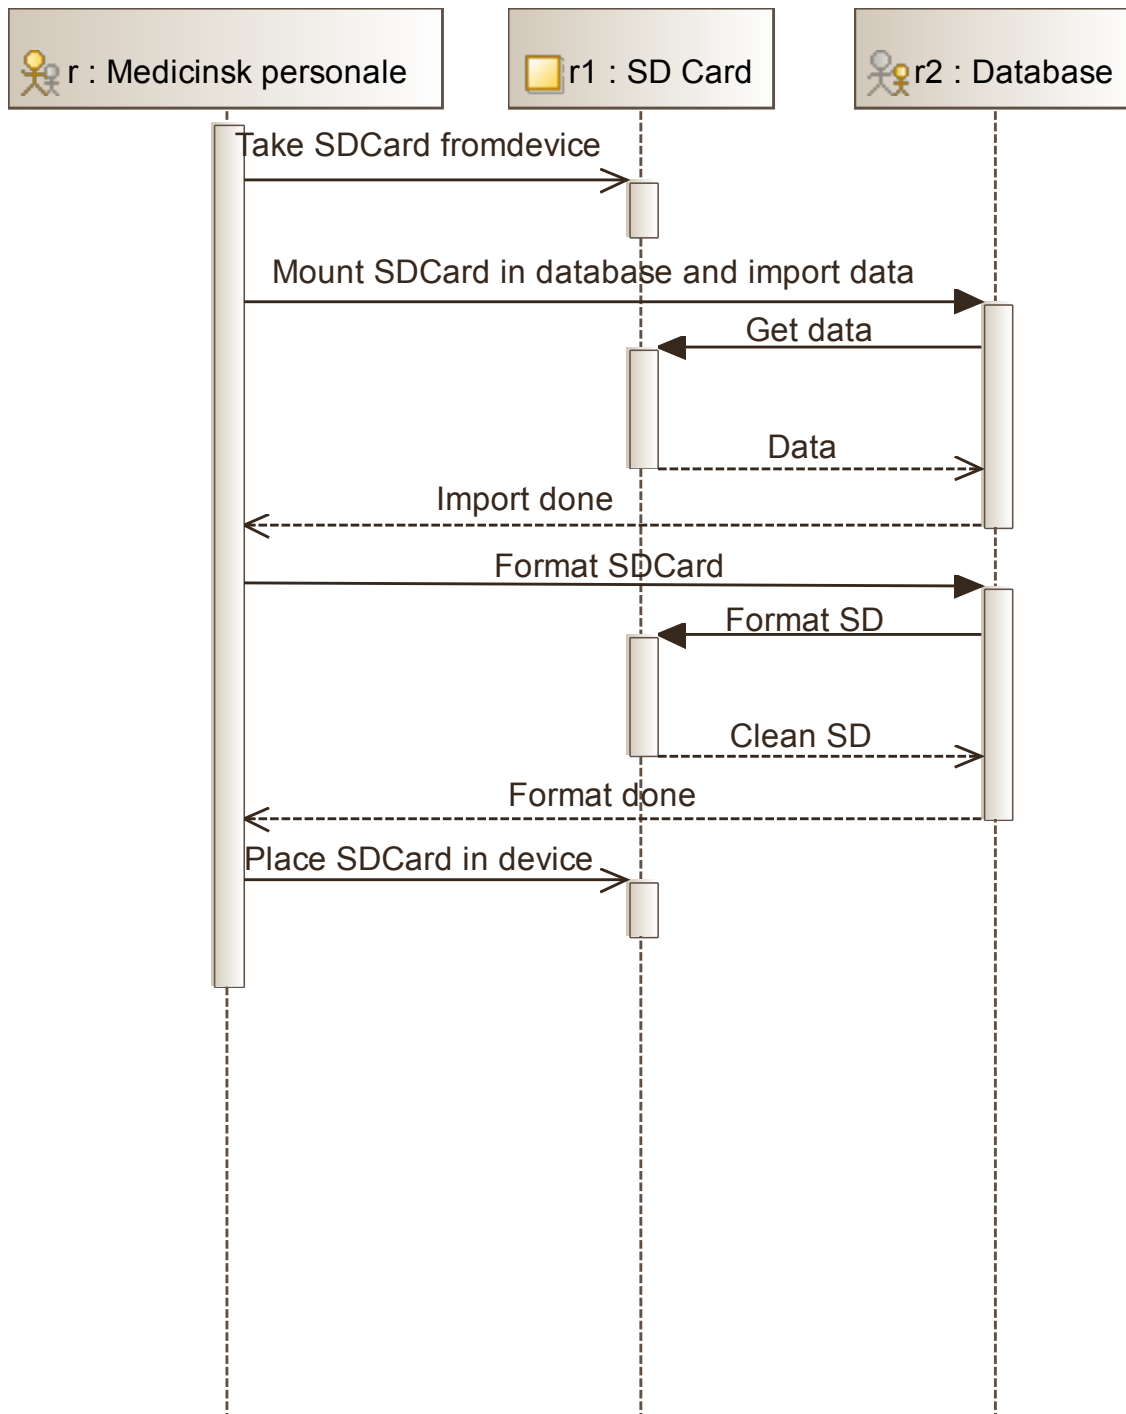 r : Medicinsk personale
r1 : SD Card
r2 : Database
Take SDCard fromdevice
Mount SDCard in database and import data
Get data
Data
Import done
Format SDCard
Format SD
Clean SD
Format done
Place SDCard in device